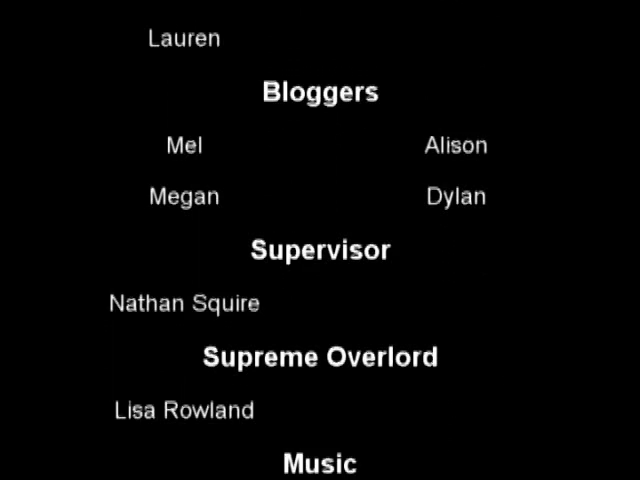 Lauren
Bloggers
Mel Alison
Megan Dylan
Supervisor
Nathan Squire
Supreme Overlord
Lisa Rowland
Music